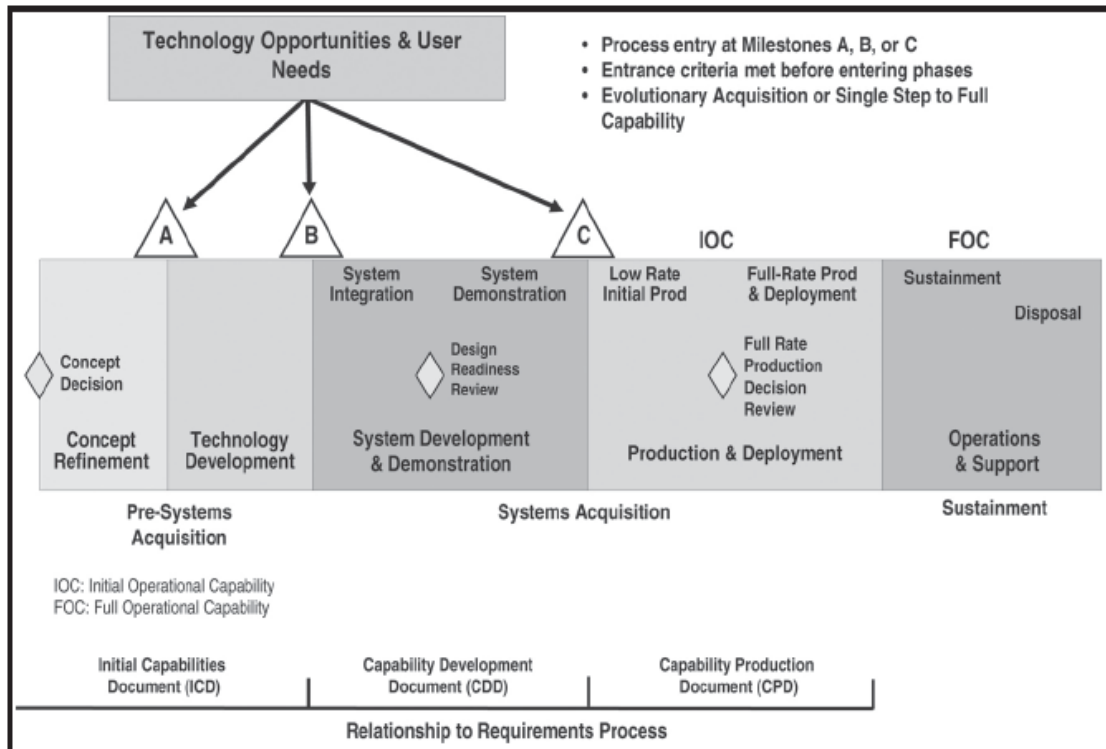 Technology Opportunities & User
Needs
• Process entry at Milestones A, B, or C
• Entrance criteria met before entering phases
• Evolutionary Acquisition or Single Step to Full
Capability
A
B
C
IOC
FOC
System
Integration
System
Demonstration
Low Rate
Initial Prod
Full-Rate Prod
& Deployment
Sustainment
Disposal
Concept
Decision
Design
Readiness
Review
Full Rate
Production
Decision
Review
Concept
Refinement
Technology
Development
System Development
& Demonstration
Production & Deployment
Operations
& Support
Pre-Systems
Acquisition
Systems Acquisition
Sustainment
IOC: Initial Operational Capability
FOC: Full Operational Capability
Initial Capabilities
Document (ICD)
Capability Development
Document (CDD)
Capability Production
Document (CPD)
Relationship to Requirements Process